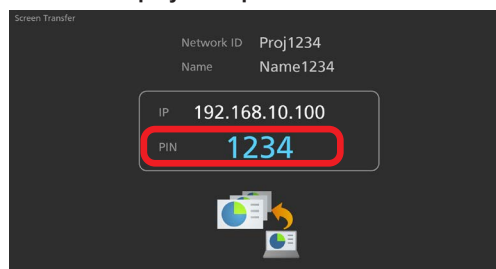 Screen Transfer
Network ID Proj1234
Name Name1234
IP 192.168.10.100
PIN 1234